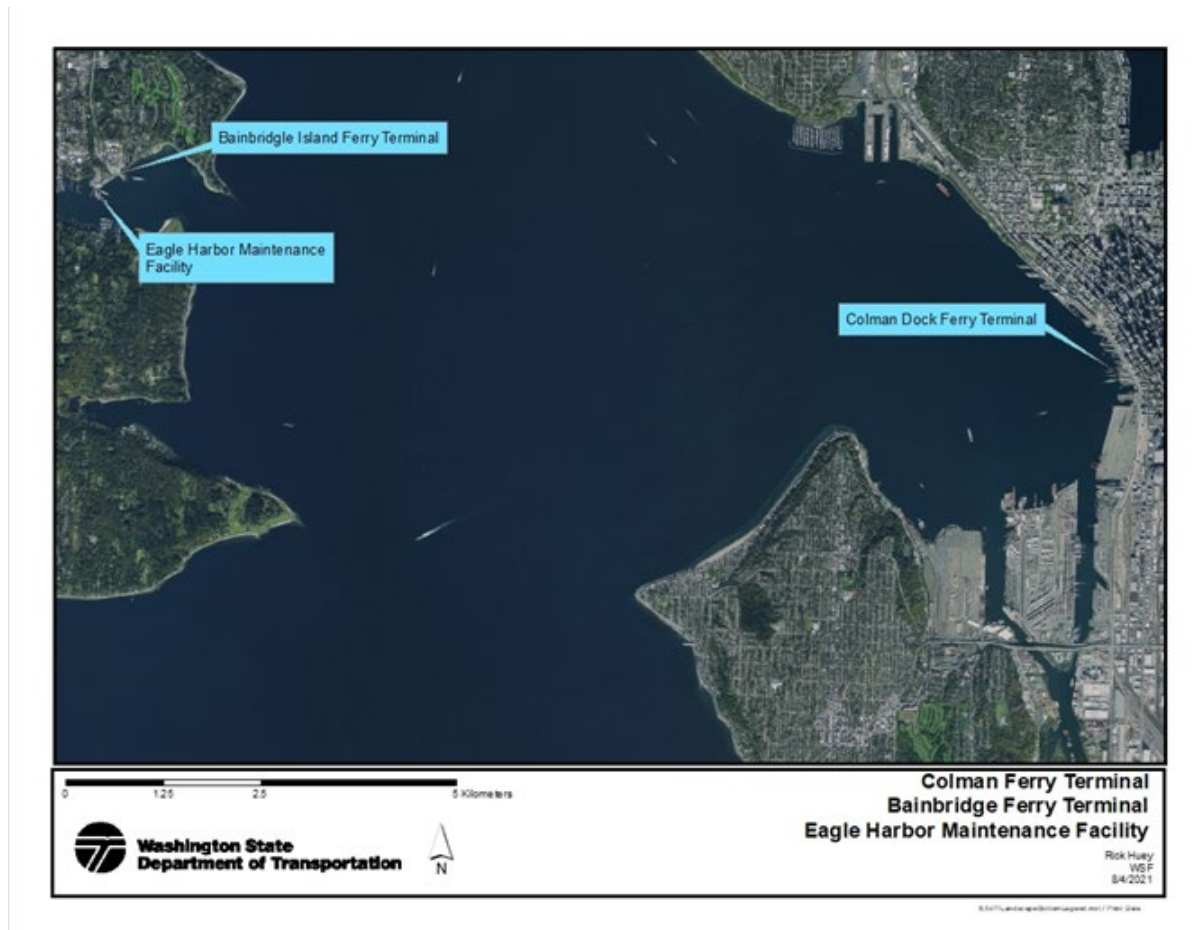 Bainbridgle Island Ferry Terminal
Eagle Harbor Maintenance
Facility
Colman Dock Ferry Terminal
0 1.25 2.5 5 Kilometers
Washington State
Department of Transportation
N
Colman Ferry Terminal
Bainbridge Ferry Terminal
Eagle Harbor Maintenance Facility
Rick Huey
WSF
8/4/2021